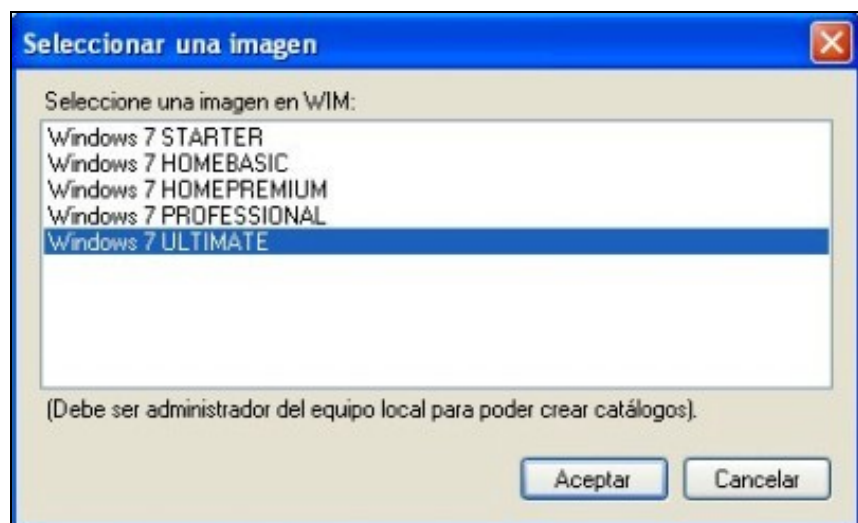 Seleccionar una imagen
Seleccione una imagen en WIM:
Windows 7 STARTER
Windows 7 HOMEBASIC
Windows 7 HOMEPREMIUM
Windows 7 PROFESSIONAL
Windows 7 ULTIMATE
(Debe ser administrador del equipo local para poder crear catálogos).
Aceptar Cancelar